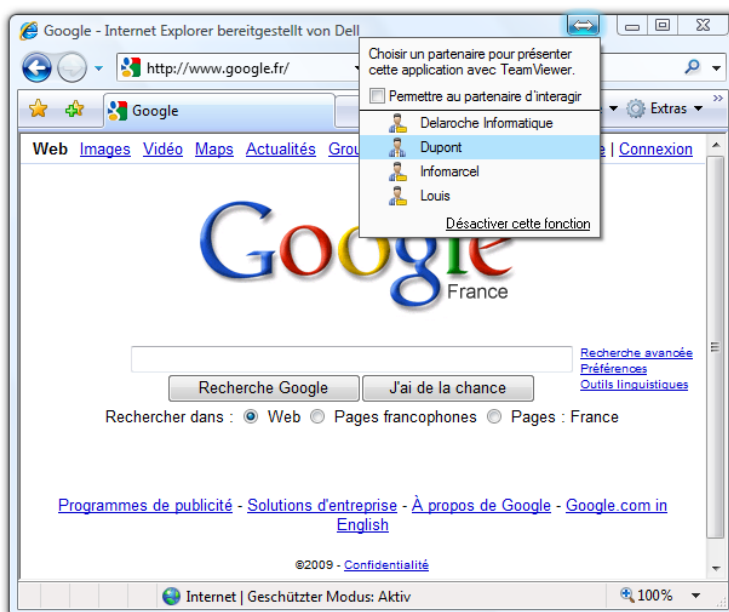 Google - Internet Explorer bereitgestellt von Dell
http://www.google.fr/
Choisir un partenaire pour présenter
cette application avec TeamViewer.
Permettre au partenaire d'interagir
Delaroche Informatique
Dupont
Infomarcel
Louis
Désactiver cette fonction
Google
Extras
Web Images Vidéo Maps Actualités Grou
| Connexion
Google
France
Recherche avancée
Préférences
Outils linguistiques
Recherche Google J'ai de la chance
Rechercher dans : Web Pages francophones Pages : France
Programmes de publicité - Solutions d'entreprise - À propos de Google - Google.com in
English
©2009 - Confidentialité
Internet | Geschützter Modus: Aktiv 100%